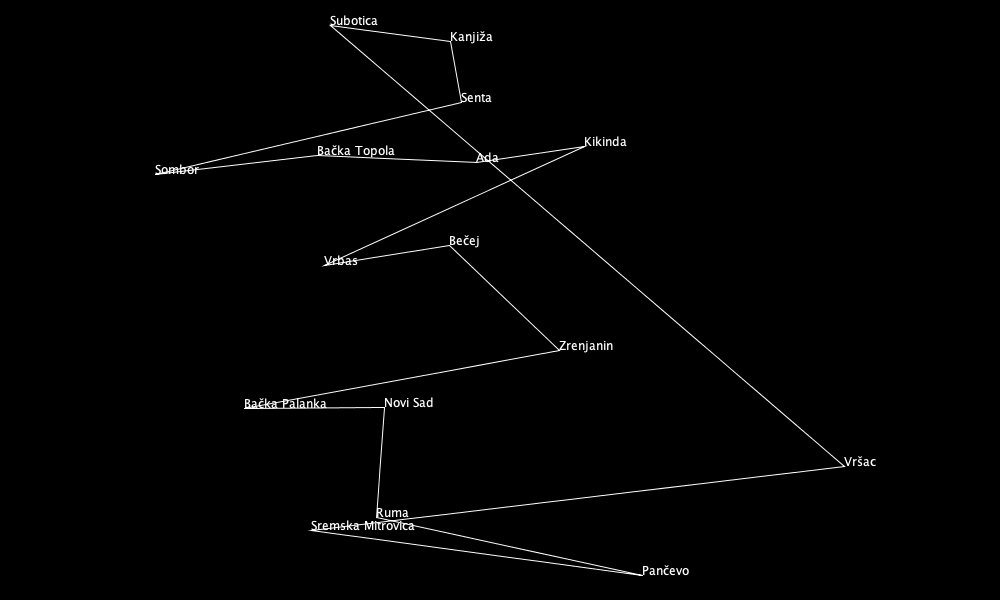 Subotica
Kanjiža
Senta
Kikinda
Bačka Topola
Ada
Sombor
Bečej
Vrbas
Zrenjanin
Bačka Palanka
Novi Sad
Vršac
Ruma
Sremska Mitrovica
Pančevo